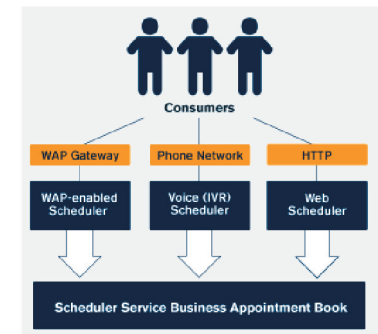 Consumers
WAP Gateway
Phone Network
HTTP
WAP-enabled
Scheduler
Voice (IVR)
Scheduler
Web
Scheduler
Scheduler Service Business Appointment Book